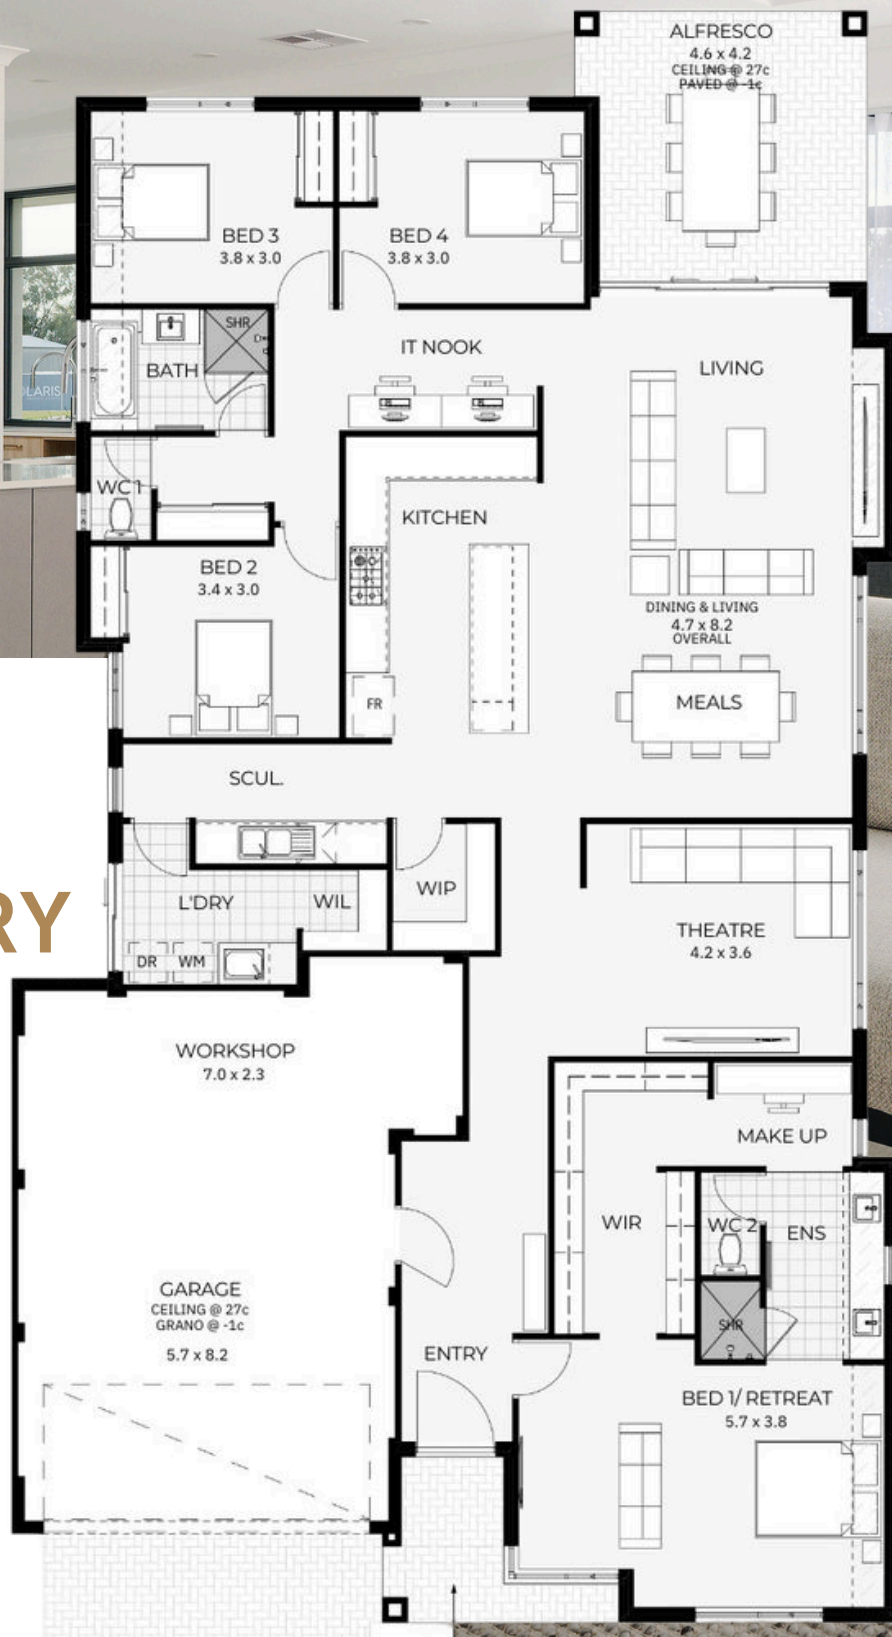 ALFRESCO
4.6 x 4.2
CEILING @ 27c
PAVED @ -1c
BED 3
3.8 x 3.0
BED 4
3.8 x 3.0
SHR
BATH
IT NOOK
LIVING
OLARIS
WC 1
KITCHEN
BED 2
3.4 x 3.0
DINING & LIVING
4.7 x 8.2
OVERALL
FR
MEALS
SCUL.
RY
WIP
L'DRY
WIL
DR
WM
THEATRE
4.2 x 3.6
WORKSHOP
7.0 x 2.3
MAKE UP
WIR
WC 2
ENS
GARAGE
CEILING @ 27c
GRANO @ -1c
5.7 x 8.2
SHR
ENTRY
BED 1/ RETREAT
5.7 x 3.8